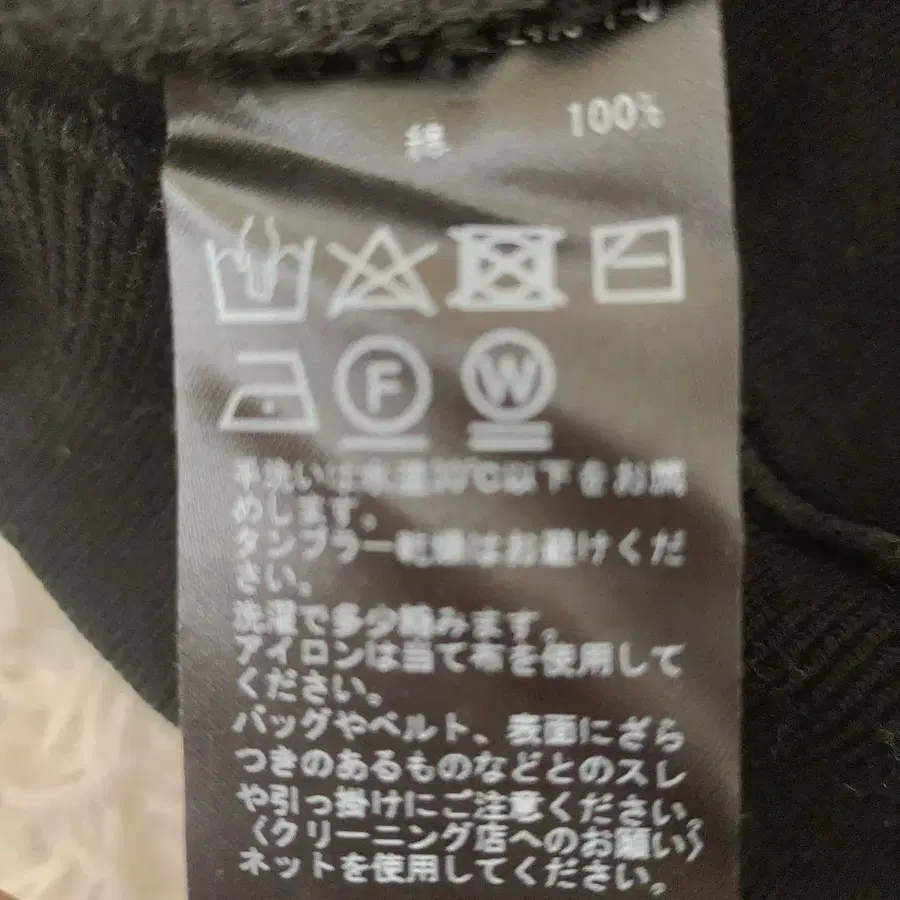 綿 100%
F W
手洗いは水温30℃以下をお薦
めします。
タンブラー乾燥はお避けくだ
さい。
洗濯で多少縮みます。
アイロンは当て布を使用して
ください。
バッグやベルト、表面にざら
つきのあるものなどとのスレ
や引っ掛けにご注意ください。
〈クリーニング店へのお願い〉
ネットを使用してください。